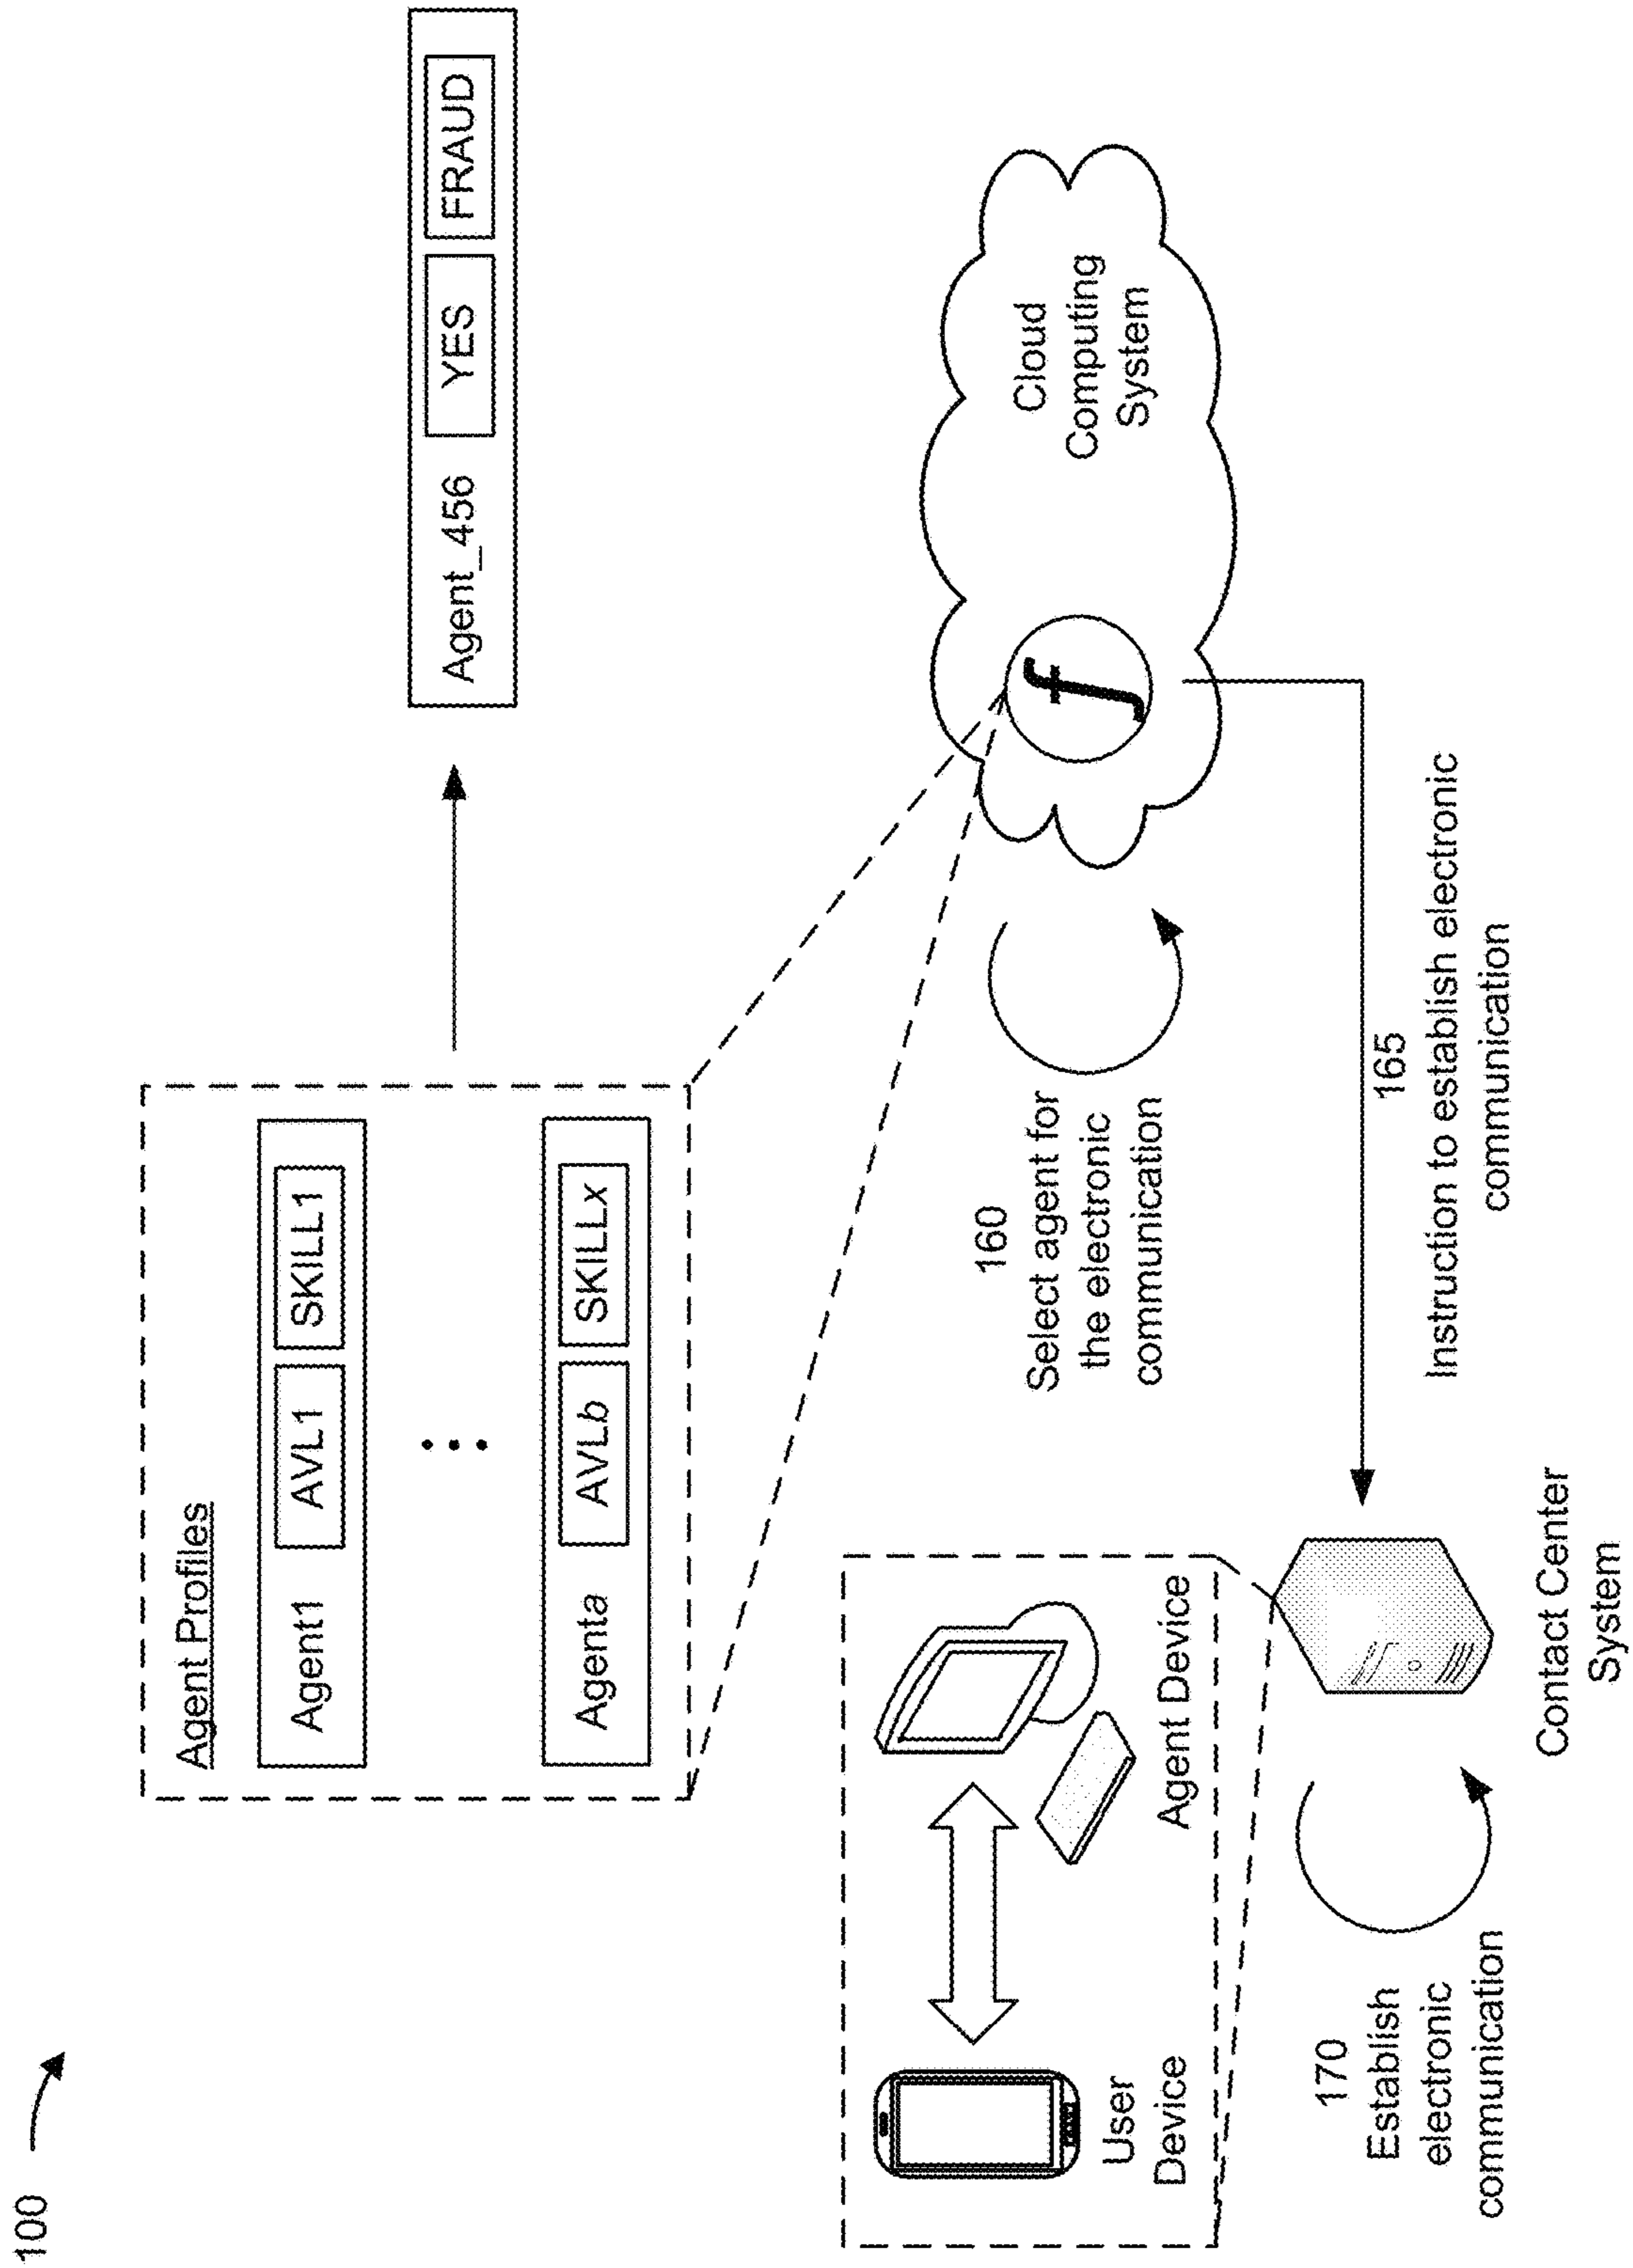 100
Agent Profiles
Agent1
AVL1
SKILL1
Agenta
AVLb
SKILLx
Agent_456
YES
FRAUD
User
Device
Agent Device
160
Select agent for
the electronic
communication
f
Cloud
Computing
System
165
Instruction to establish electronic
communication
170
Establish
electronic
communication
Contact Center
System